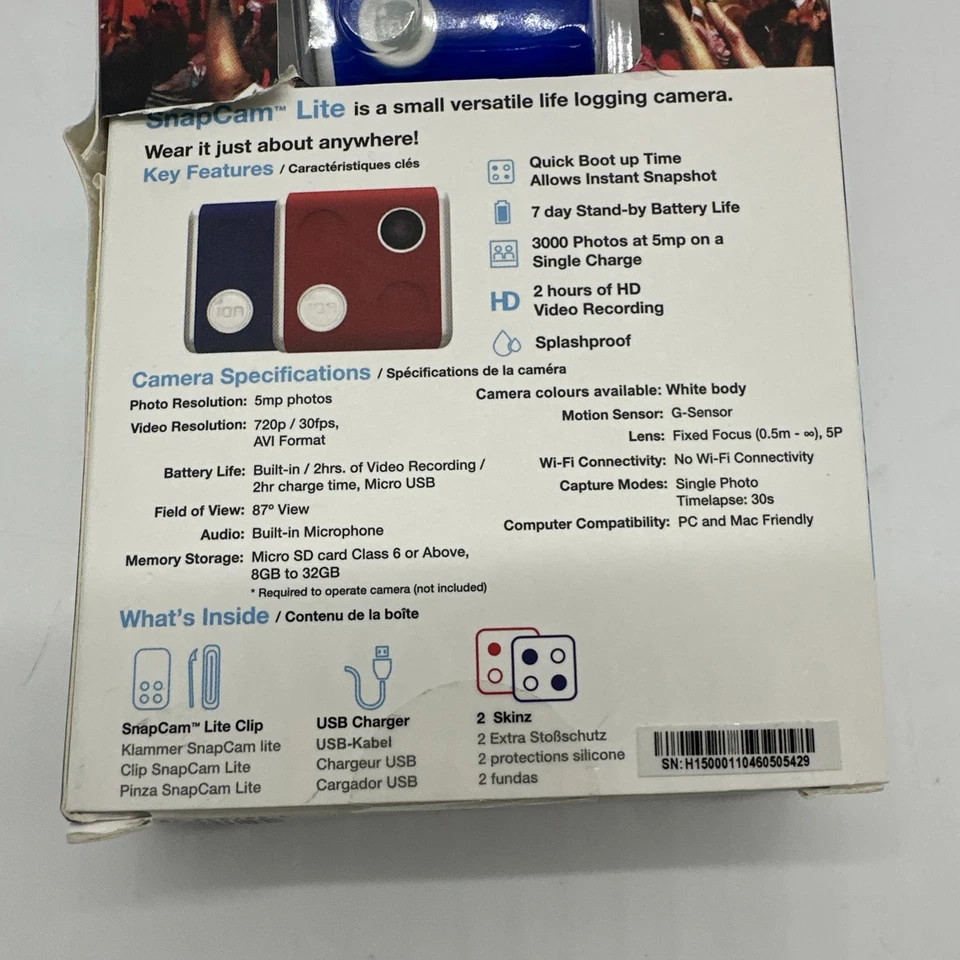 iON
SnapCam™ Lite is a small versatile life logging camera.
Wear it just about anywhere!
Key Features / Caractéristiques clés
iON
iON
Quick Boot up Time
Allows Instant Snapshot
7 day Stand-by Battery Life
3000 Photos at 5mp on a
Single Charge
HD
2 hours of HD
Video Recording
Splashproof
Camera Specifications / Spécifications de la caméra
Photo Resolution: 5mp photos
Video Resolution: 720p / 30fps,
AVI Format
Battery Life: Built-in / 2hrs. of Video Recording /
2hr charge time, Micro USB
Field of View: 87º View
Audio: Built-in Microphone
Memory Storage: Micro SD card Class 6 or Above,
8GB to 32GB
* Required to operate camera (not included)
Camera colours available: White body
Motion Sensor: G-Sensor
Lens: Fixed Focus (0.5m - ∞), 5P
Wi-Fi Connectivity: No Wi-Fi Connectivity
Capture Modes: Single Photo
Timelapse: 30s
Computer Compatibility: PC and Mac Friendly
What's Inside / Contenu de la boîte
SnapCam™ Lite Clip
Klammer SnapCam lite
Clip SnapCam Lite
Pinza SnapCam Lite
USB Charger
USB-Kabel
Chargeur USB
Cargador USB
2 Skinz
2 Extra Stoßschutz
2 protections silicone
2 fundas
SN:H15000110460505429